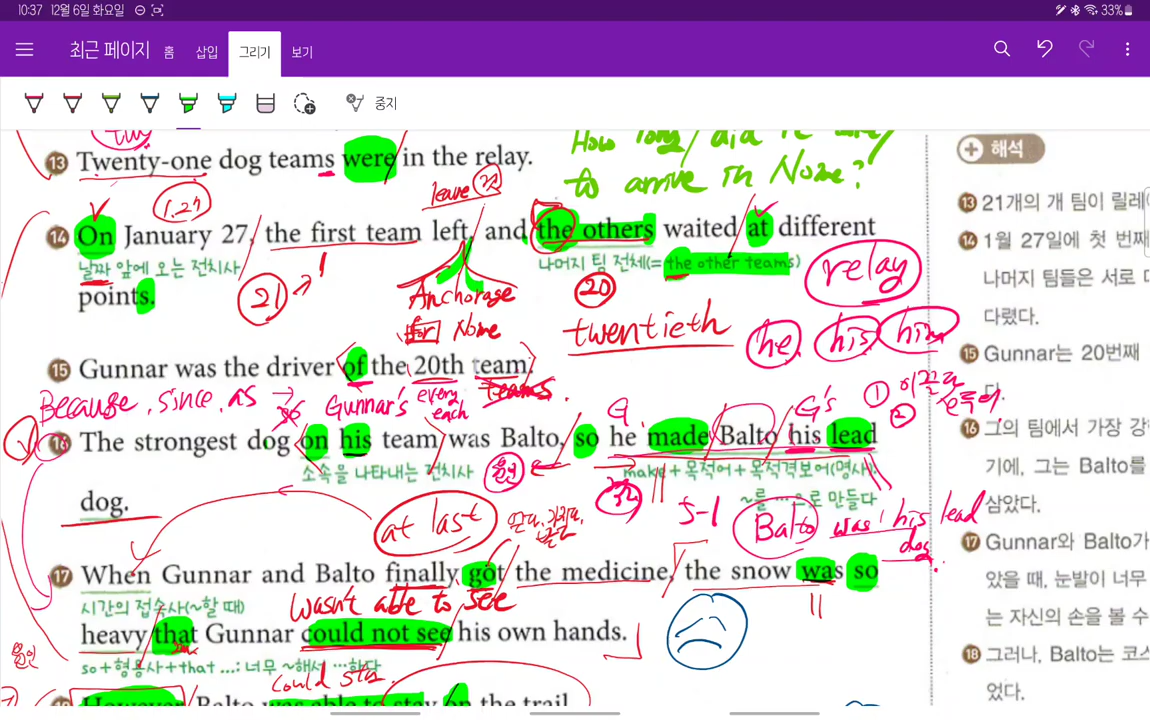 10:37 12월 6일 화요일 33%
최근 페이지 홈 삽입 그리기 보기
중지
How long did it
to arrive in Nome?
⑬ Twenty-one dog teams were in the relay.
leave
1.27
⑭ On January 27, the first team left, and the others waited at different
날짜 앞에 오는 전치사
나머지 팀 전체(= the other teams)
points.
21
Anchorage
20
relay
for Nome
twentieth
he his him
⑮ Gunnar was the driver of the 20th team
teams.
Because, since, as
Gunnar's
every
each
G
G's
① 이끌다
②
⑯ The strongest dog on his team was Balto, so he made Balto his lead
소속을 나타내는 전치사
원인
make + 목적어 + 목적격보어(명사):
~를 …으로 만들다
dog.
at last
Balto was his lead
dog
⑰ When Gunnar and Balto finally got the medicine, the snow was so
시간의 접속사(~할 때)
wasn't able to see
heavy that Gunnar could not see his own hands.
원인
so+형용사+that …: 너무 ~해서 …하다
could stay
However, Balto was able to stay on the trail
해석
⑬ 21개의 개 팀이 릴레
⑭ 1월 27일에 첫 번째
나머지 팀들은 서로 다
다렸다.
⑮ Gunnar는 20번째
다.
⑯ 그의 팀에서 가장 강
기에, 그는 Balto를
삼았다.
⑰ Gunnar와 Balto가
았을 때, 눈발이 너무
는 자신의 손을 볼 수
⑱ 그러나, Balto는 코스
었다.